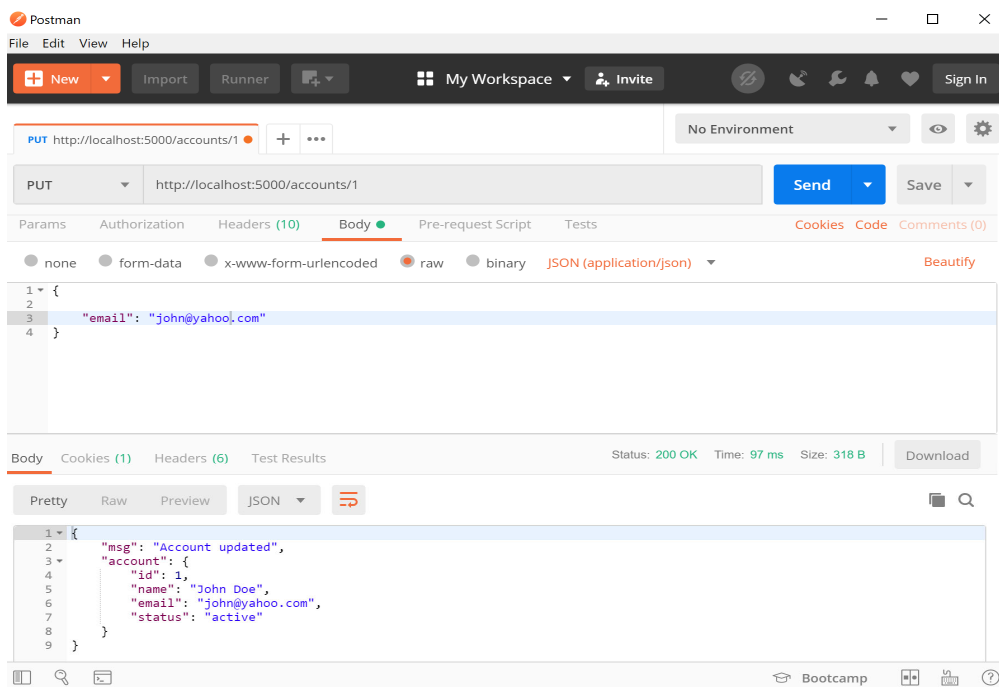 Postman
File Edit View Help
New Import Runner My Workspace Invite Sign In
PUT http://localhost:5000/accounts/1 No Environment
PUT http://localhost:5000/accounts/1 Send Save
Params Authorization Headers (10) Body Pre-request Script Tests Cookies Code Comments (0)
none form-data x-www-form-urlencoded raw binary JSON (application/json) Beautify
1 {
2
3 "email": "john@yahoo.com"
4 }
Body Cookies (1) Headers (6) Test Results Status: 200 OK Time: 97 ms Size: 318 B Download
Pretty Raw Preview JSON
1 {
2 "msg": "Account updated",
3 "account": {
4 "id": 1,
5 "name": "John Doe",
6 "email": "john@yahoo.com",
7 "status": "active"
8 }
9 }
Bootcamp